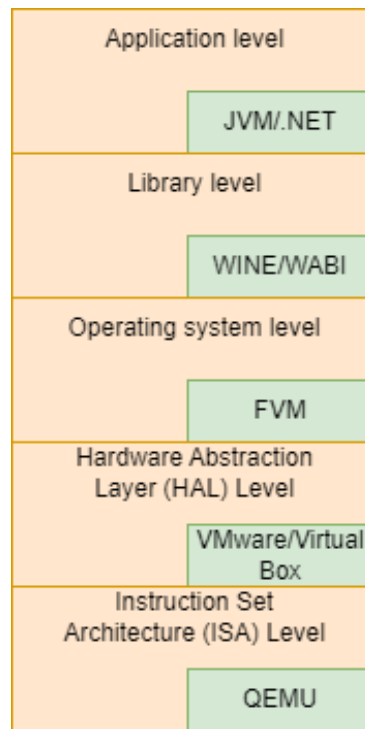 Application level
JVM/.NET
Library level
WINE/WABI
Operating system level
FVM
Hardware Abstraction
Layer (HAL) Level
VMware/Virtual
Box
Instruction Set
Architecture (ISA) Level
QEMU